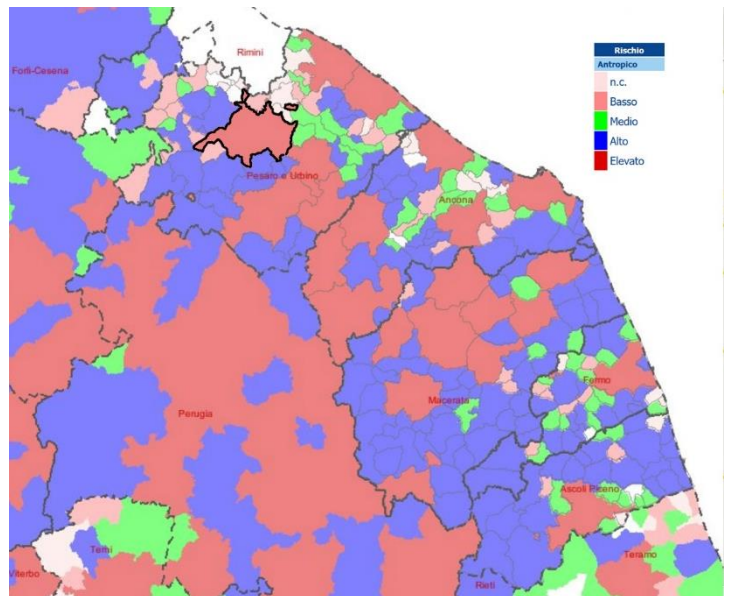 Rimini
Forlì-Cesena
Pesaro e Urbino
Ancona
Perugia
Macerata
Fermo
Ascoli Piceno
Terni
Viterbo
Rieti
Teramo
Rischio
Antropico
n.c.
Basso
Medio
Alto
Elevato